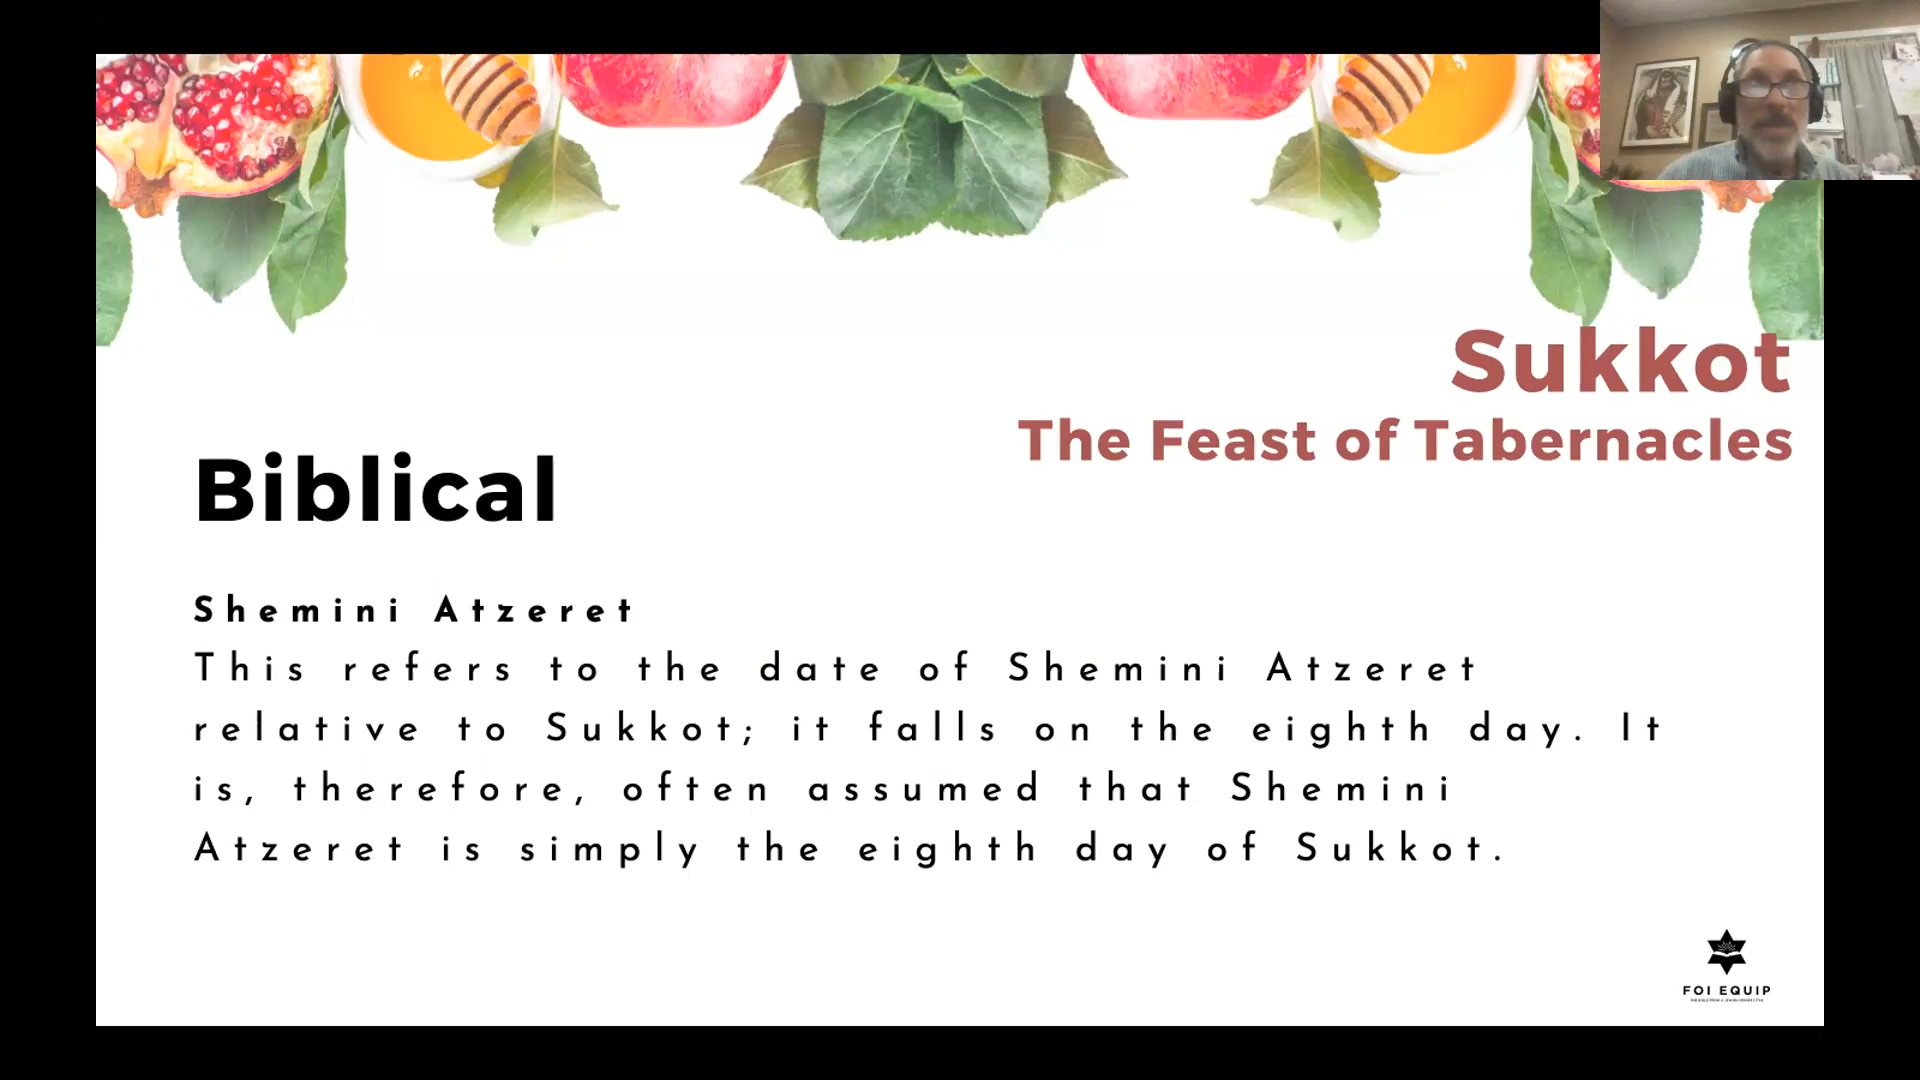 Sukkot
The Feast of Tabernacles
Biblical
Shemini Atzeret
This refers to the date of Shemini Atzeret
relative to Sukkot; it falls on the eighth day. It
is, therefore, often assumed that Shemini
Atzeret is simply the eighth day of Sukkot.
FOI EQUIP